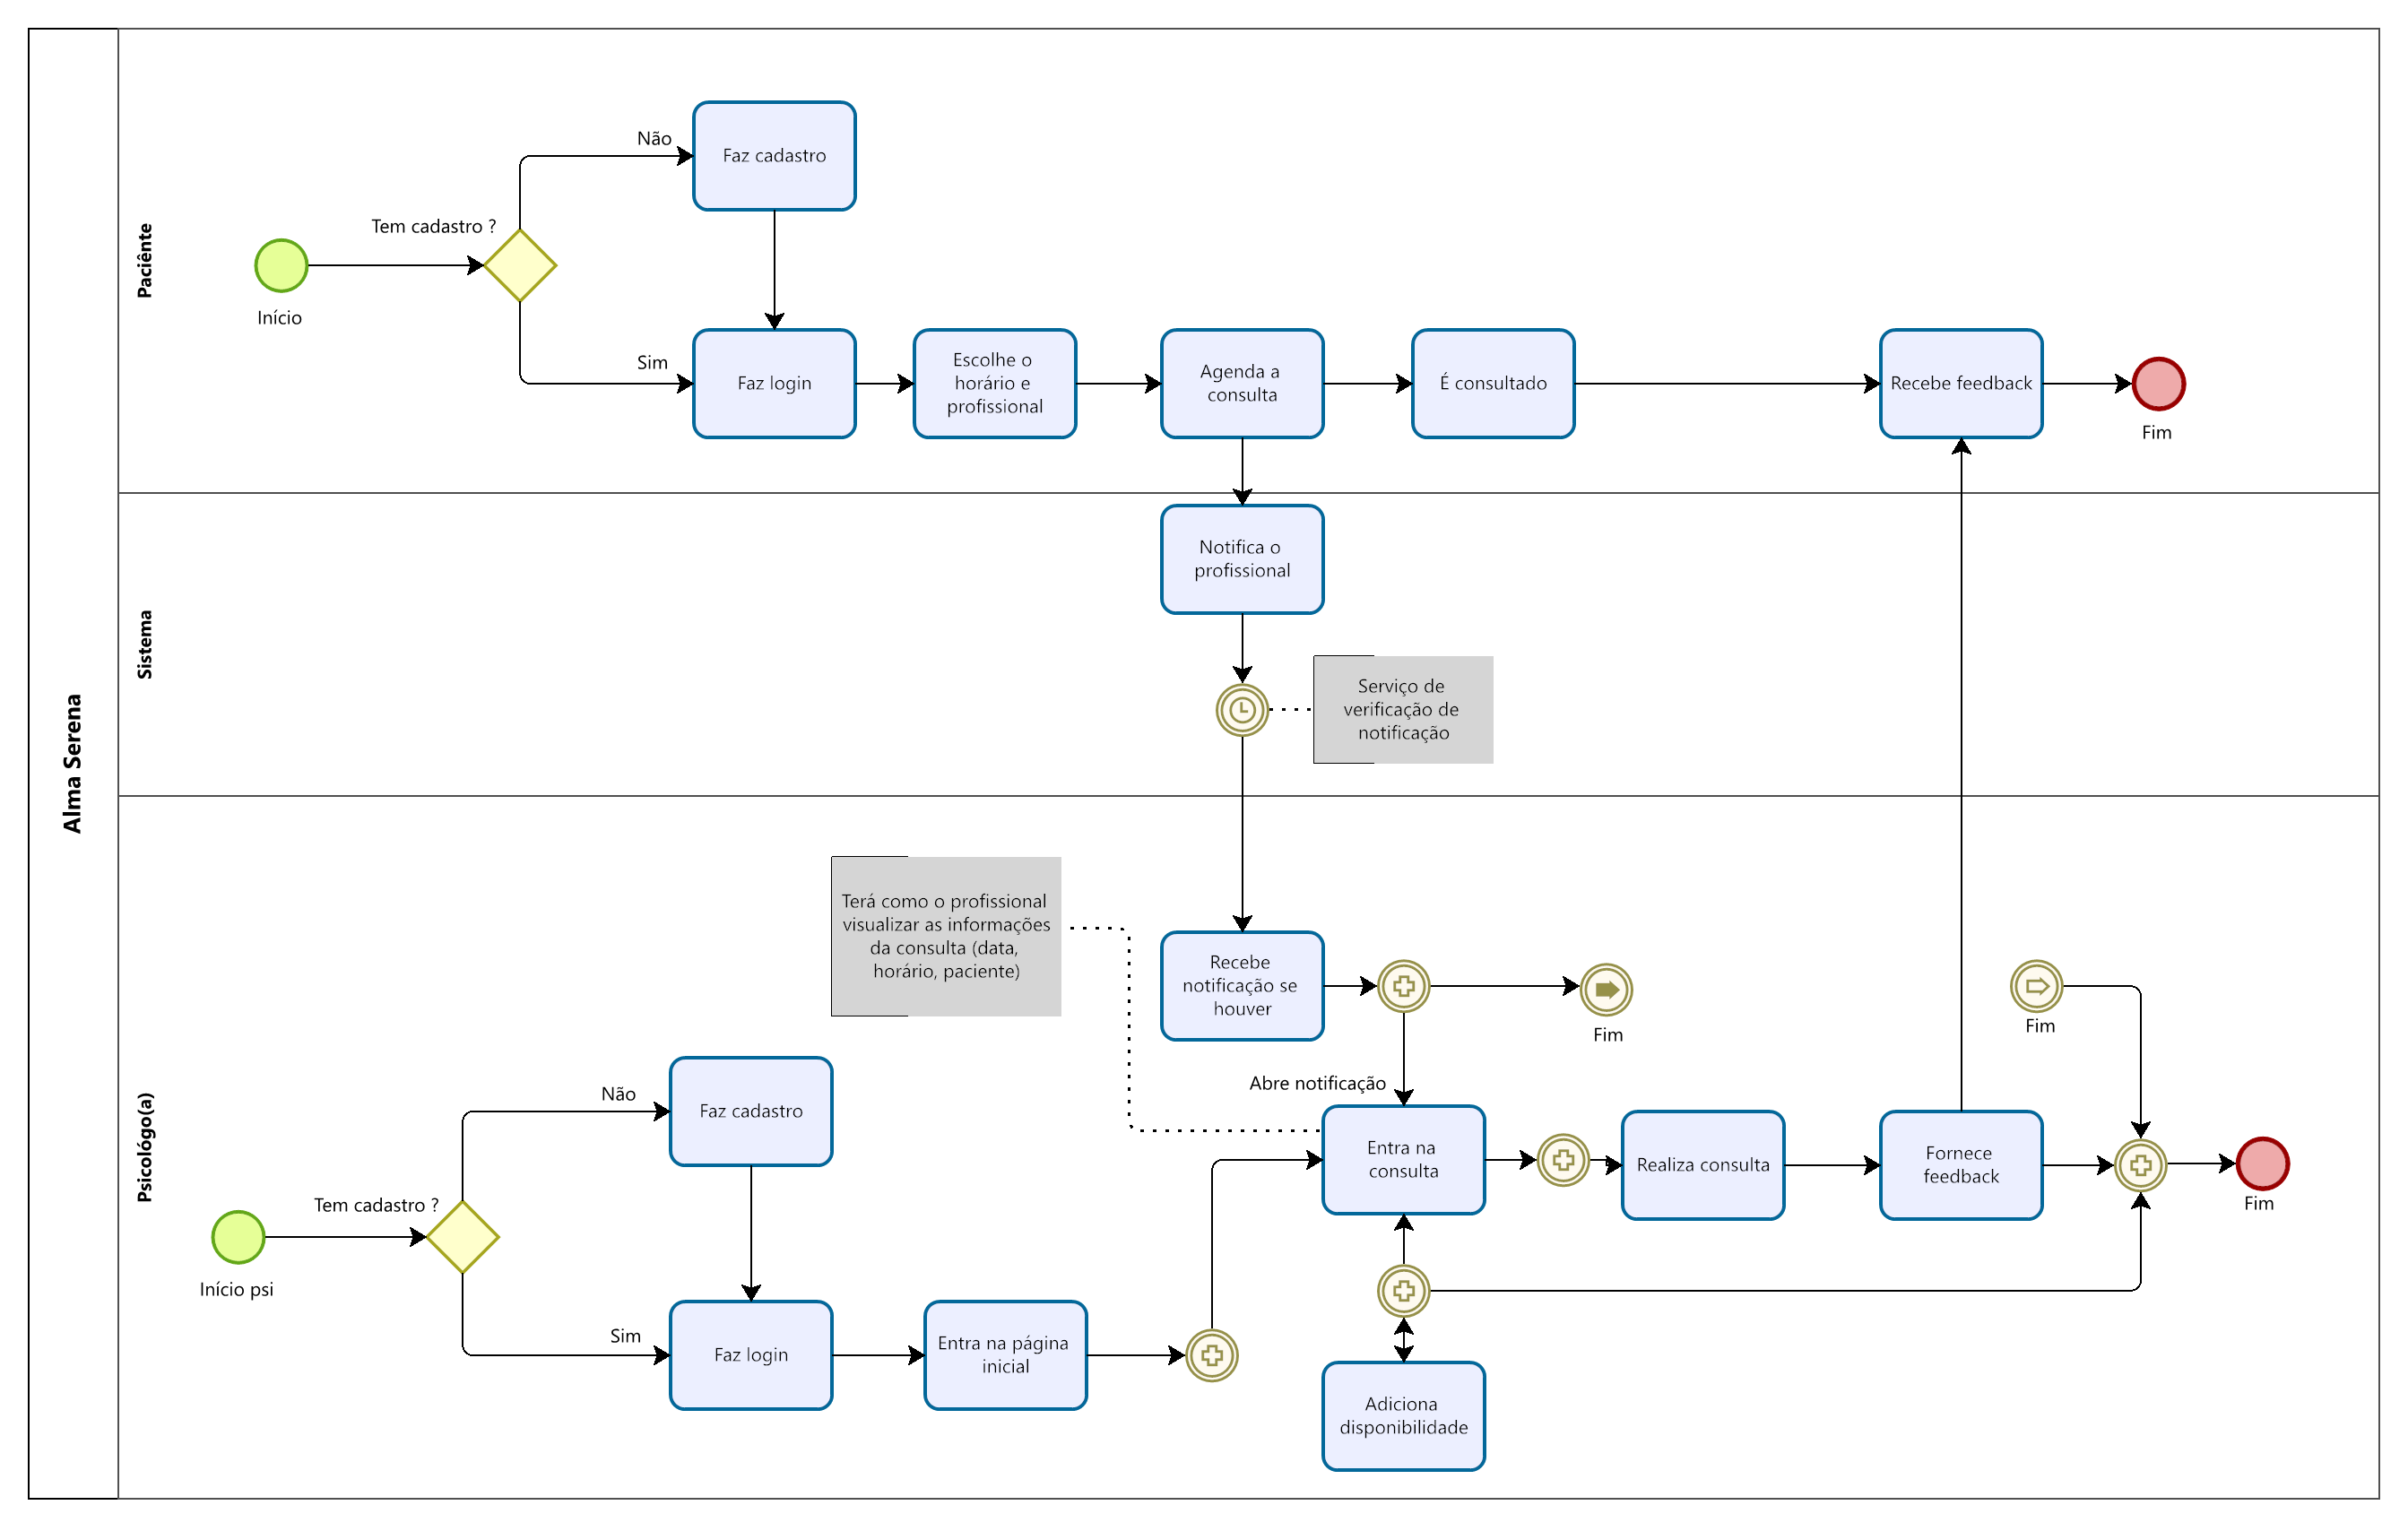 Alma Serena
Paciênte
Início
Tem cadastro ?
Não
Faz cadastro
Sim
Faz login
Escolhe o
horário e
profissional
Agenda a
consulta
É consultado
Recebe feedback
Fim
Sistema
Notifica o
profissional
Serviço de
verificação de
notificação
Psicológo(a)
Terá como o profissional
visualizar as informações
da consulta (data,
horário, paciente)
Recebe
notificação se
houver
Fim
Fim
Abre notificação
Início psi
Tem cadastro ?
Não
Faz cadastro
Sim
Faz login
Entra na página
inicial
Entra na
consulta
Realiza consulta
Fornece
feedback
Fim
Adiciona
disponibilidade